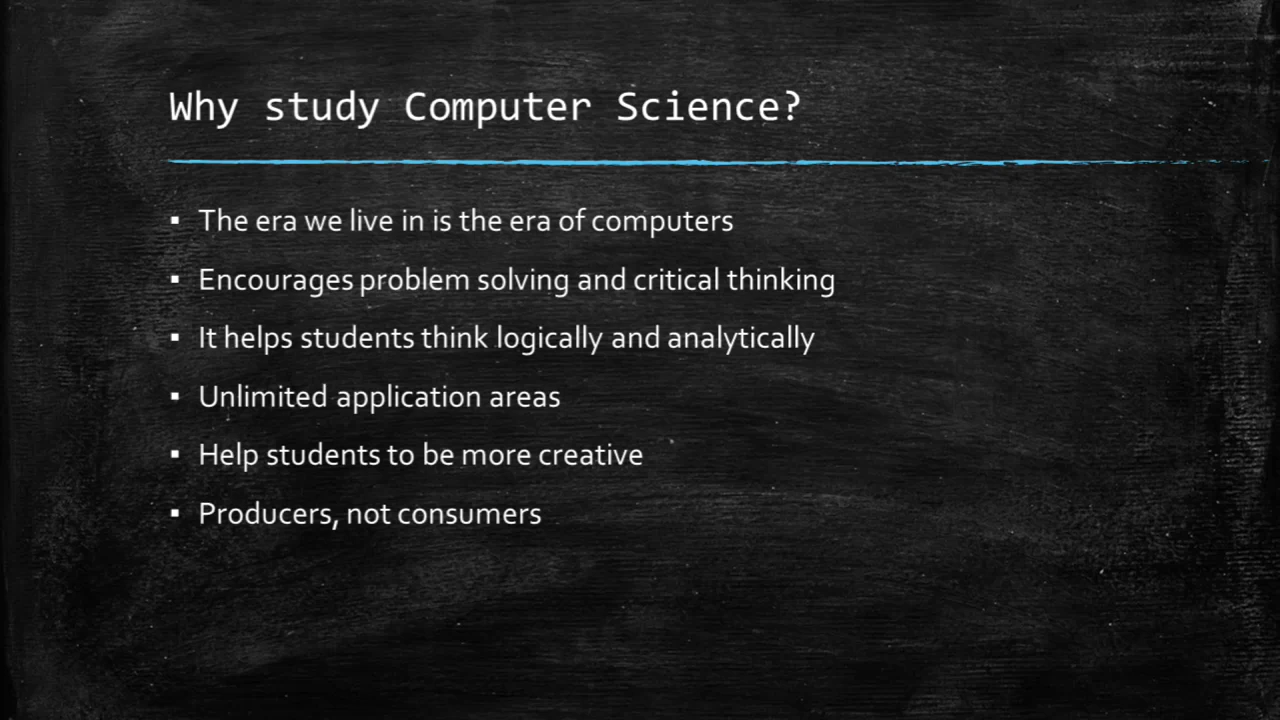 Why study Computer Science?
▪ The era we live in is the era of computers
▪ Encourages problem solving and critical thinking
▪ It helps students think logically and analytically
▪ Unlimited application areas
▪ Help students to be more creative
▪ Producers, not consumers